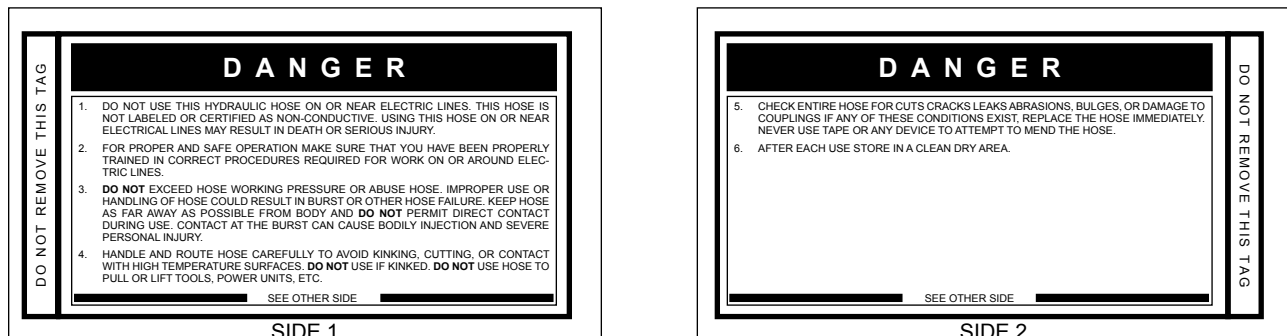 DO NOT REMOVE THIS TAG
DANGER
1. DO NOT USE THIS HYDRAULIC HOSE ON OR NEAR ELECTRIC LINES. THIS HOSE IS
NOT LABELED OR CERTIFIED AS NON-CONDUCTIVE. USING THIS HOSE ON OR NEAR
ELECTRICAL LINES MAY RESULT IN DEATH OR SERIOUS INJURY.
2. FOR PROPER AND SAFE OPERATION MAKE SURE THAT YOU HAVE BEEN PROPERLY
TRAINED IN CORRECT PROCEDURES REQUIRED FOR WORK ON OR AROUND ELEC-
TRIC LINES.
3. DO NOT EXCEED HOSE WORKING PRESSURE OR ABUSE HOSE. IMPROPER USE OR
HANDLING OF HOSE COULD RESULT IN BURST OR OTHER HOSE FAILURE. KEEP HOSE
AS FAR AWAY AS POSSIBLE FROM BODY AND DO NOT PERMIT DIRECT CONTACT
DURING USE. CONTACT AT THE BURST CAN CAUSE BODILY INJECTION AND SEVERE
PERSONAL INJURY.
4. HANDLE AND ROUTE HOSE CAREFULLY TO AVOID KINKING, CUTTING, OR CONTACT
WITH HIGH TEMPERATURE SURFACES. DO NOT USE IF KINKED. DO NOT USE HOSE TO
PULL OR LIFT TOOLS, POWER UNITS, ETC.
SEE OTHER SIDE
SIDE 1
DANGER
5. CHECK ENTIRE HOSE FOR CUTS CRACKS LEAKS ABRASIONS, BULGES, OR DAMAGE TO
COUPLINGS IF ANY OF THESE CONDITIONS EXIST, REPLACE THE HOSE IMMEDIATELY.
NEVER USE TAPE OR ANY DEVICE TO ATTEMPT TO MEND THE HOSE.
6. AFTER EACH USE STORE IN A CLEAN DRY AREA.
SEE OTHER SIDE
DO NOT REMOVE THIS TAG
SIDE 2